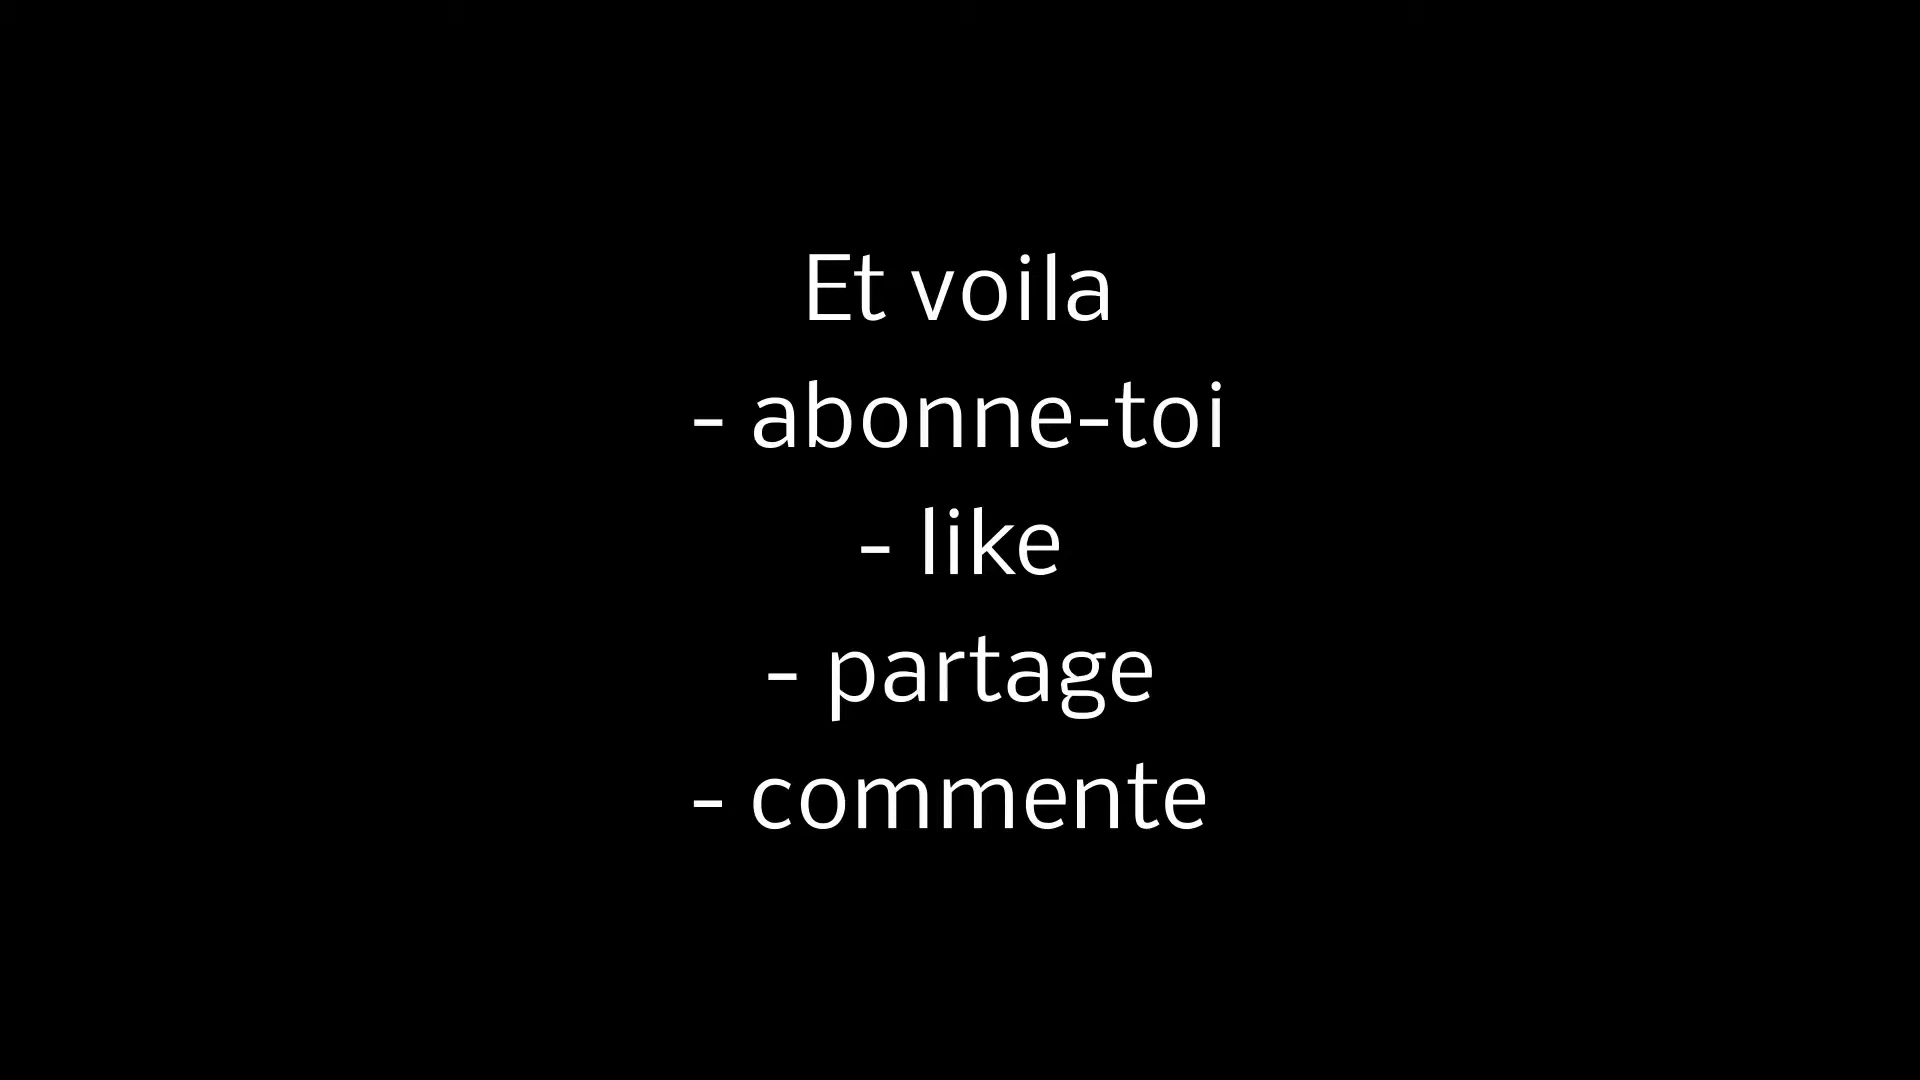 Et voila
- abonne-toi
- like
- partage
- commente